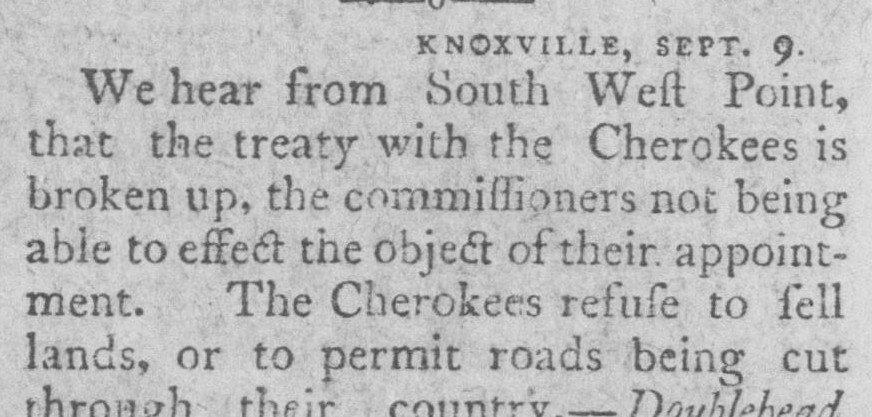 KNOXVILLE, SEPT. 9.
We hear from South Weſt Point,
that the treaty with the Cherokees is
broken up, the commiſſioners not being
able to effect the object of their appoint-
ment. The Cherokees refuſe to ſell
lands, or to permit roads being cut
through their country.—Doublehead